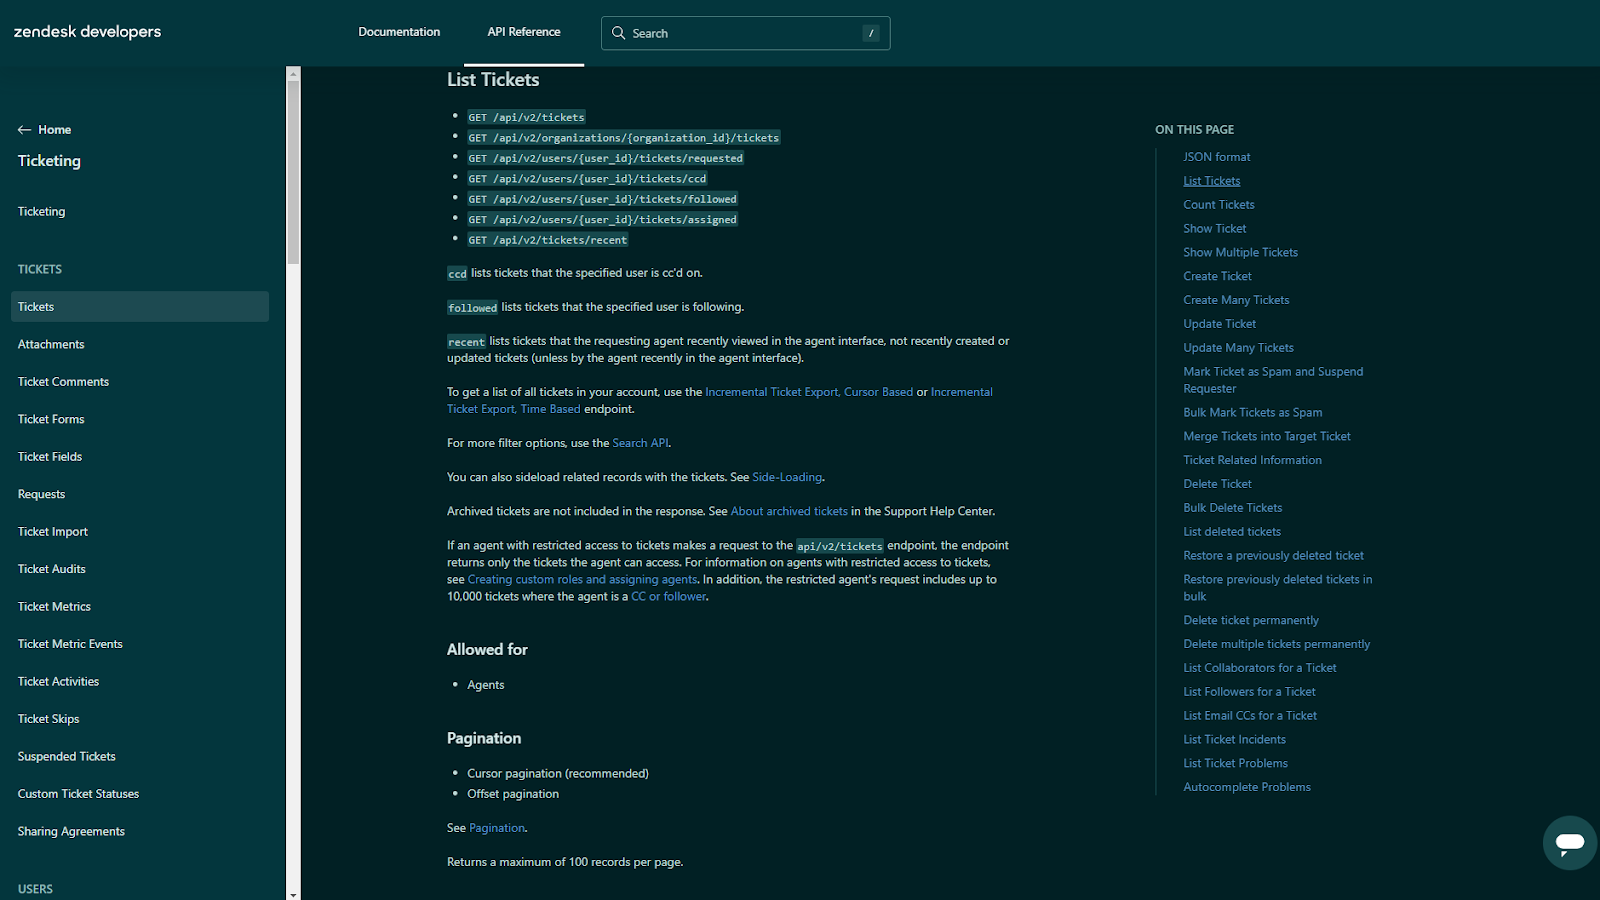 zendesk developers
Documentation
API Reference
Search
/
Home
Ticketing
Ticketing
TICKETS
Tickets
Attachments
Ticket Comments
Ticket Forms
Ticket Fields
Requests
Ticket Import
Ticket Audits
Ticket Metrics
Ticket Metric Events
Ticket Activities
Ticket Skips
Suspended Tickets
Custom Ticket Statuses
Sharing Agreements
USERS
List Tickets
GET /api/v2/tickets
GET /api/v2/organizations/{organization_id}/tickets
GET /api/v2/users/{user_id}/tickets/requested
GET /api/v2/users/{user_id}/tickets/ccd
GET /api/v2/users/{user_id}/tickets/followed
GET /api/v2/users/{user_id}/tickets/assigned
GET /api/v2/tickets/recent
ccd lists tickets that the specified user is cc'd on.
followed lists tickets that the specified user is following.
recent lists tickets that the requesting agent recently viewed in the agent interface, not recently created or
updated tickets (unless by the agent recently in the agent interface).
To get a list of all tickets in your account, use the Incremental Ticket Export, Cursor Based or Incremental
Ticket Export, Time Based endpoint.
For more filter options, use the Search API.
You can also sideload related records with the tickets. See Side-Loading.
Archived tickets are not included in the response. See About archived tickets in the Support Help Center.
If an agent with restricted access to tickets makes a request to the api/v2/tickets endpoint, the endpoint
returns only the tickets the agent can access. For information on agents with restricted access to tickets,
see Creating custom roles and assigning agents. In addition, the restricted agent's request includes up to
10,000 tickets where the agent is a CC or follower.
Allowed for
Agents
Pagination
Cursor pagination (recommended)
Offset pagination
See Pagination.
Returns a maximum of 100 records per page.
ON THIS PAGE
JSON format
List Tickets
Count Tickets
Show Ticket
Show Multiple Tickets
Create Ticket
Create Many Tickets
Update Ticket
Update Many Tickets
Mark Ticket as Spam and Suspend
Requester
Bulk Mark Tickets as Spam
Merge Tickets into Target Ticket
Ticket Related Information
Delete Ticket
Bulk Delete Tickets
List deleted tickets
Restore a previously deleted ticket
Restore previously deleted tickets in
bulk
Delete ticket permanently
Delete multiple tickets permanently
List Collaborators for a Ticket
List Followers for a Ticket
List Email CCs for a Ticket
List Ticket Incidents
List Ticket Problems
Autocomplete Problems